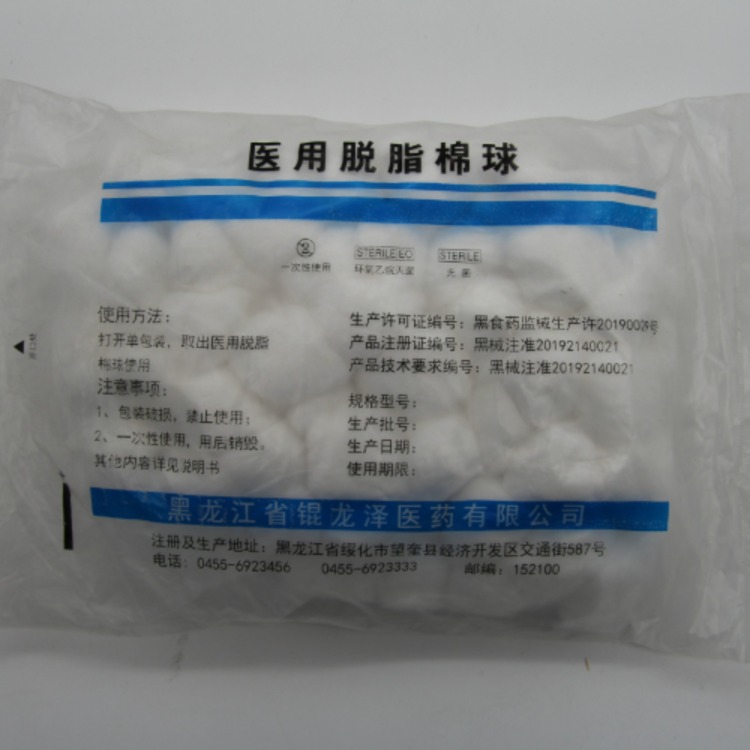 医用脱脂棉球
②
一次性使用
STERILE EO
环氧乙烷灭菌
STERILE
无菌
使用方法：
打开单包装，取出医用脱脂
棉球使用
注意事项：
1、包装破损，禁止使用；
2、一次性使用，用后销毁。
其他内容详见说明书
生产许可证编号：黑食药监械生产许20190039号
产品注册证编号：黑械注准20192140021
产品技术要求编号：黑械注准20192140021
规格型号：
生产批号：
生产日期：
使用期限：
黑龙江省锟龙泽医药有限公司
注册及生产地址：黑龙江省绥化市望奎县经济开发区交通街587号
电话：0455-6923456 0455-6923333 邮编：152100